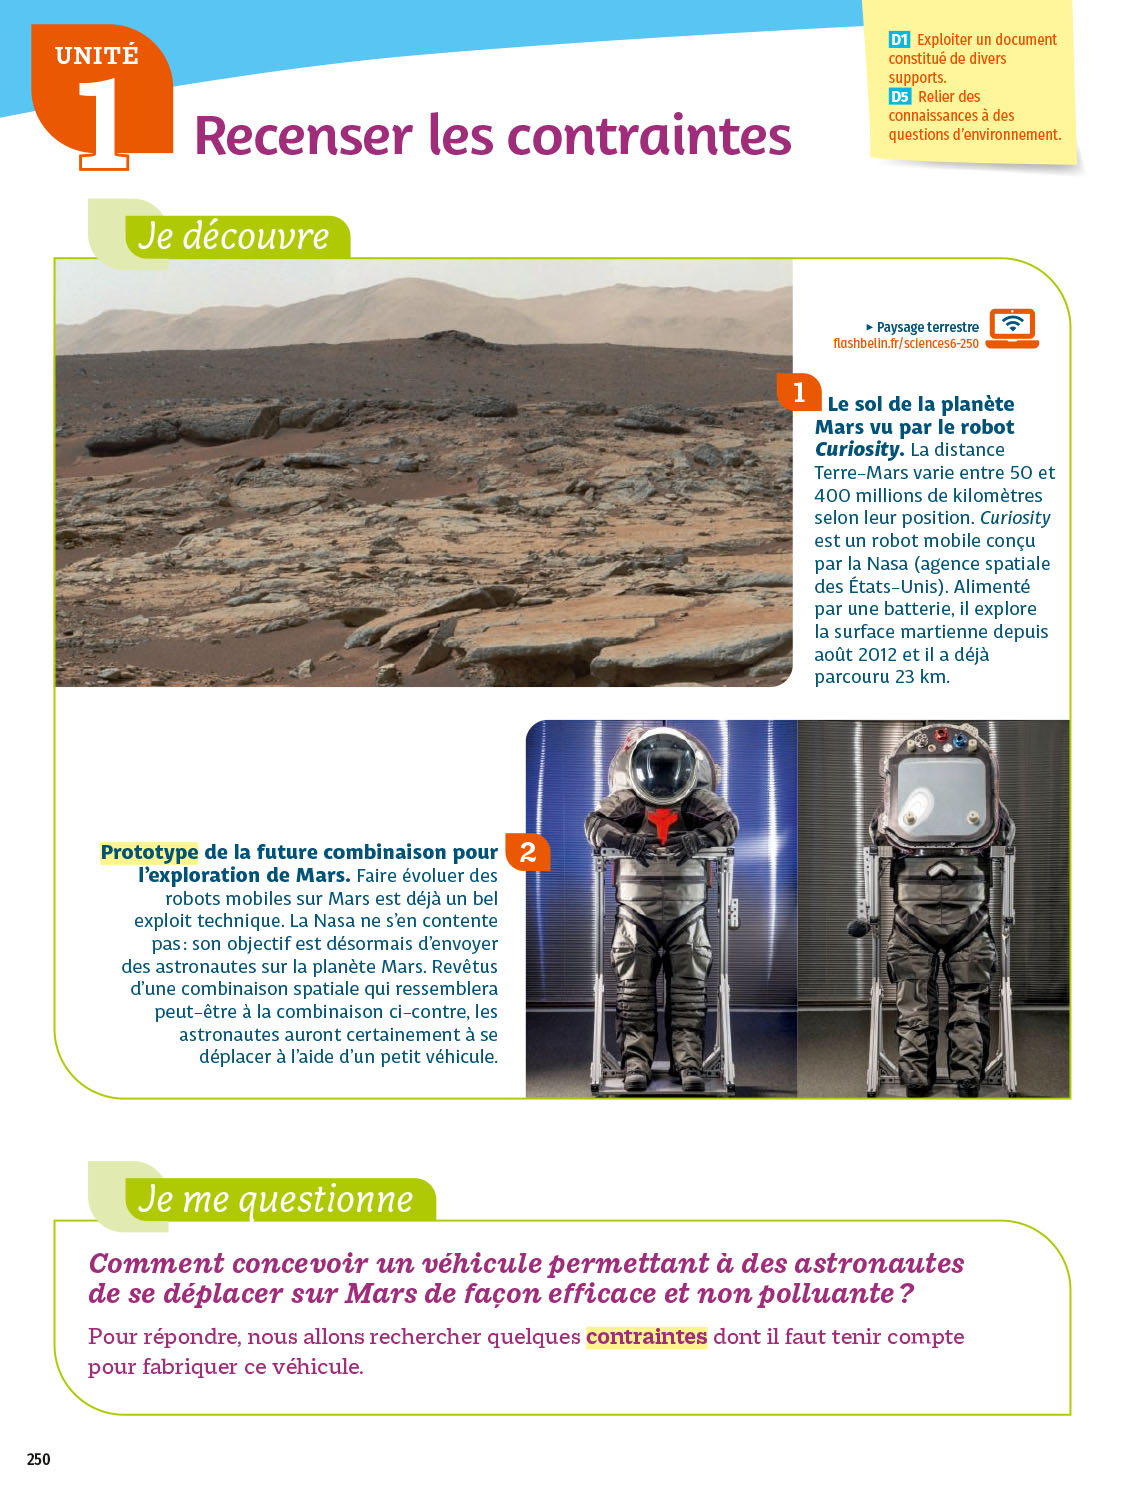 UNITÉ
1
Recenser les contraintes
D1 Exploiter un document
constitué de divers
supports.
D5 Relier des
connaissances à des
questions d'environnement.
Je découvre
▸ Paysage terrestre
flashbelin.fr/sciences6-250
1
Le sol de la planète
Mars vu par le robot
Curiosity. La distance
Terre-Mars varie entre 50 et
400 millions de kilomètres
selon leur position. Curiosity
est un robot mobile conçu
par la Nasa (agence spatiale
des États-Unis). Alimenté
par une batterie, il explore
la surface martienne depuis
août 2012 et il a déjà
parcouru 23 km.
2
Prototype de la future combinaison pour
l'exploration de Mars. Faire évoluer des
robots mobiles sur Mars est déjà un bel
exploit technique. La Nasa ne s'en contente
pas : son objectif est désormais d'envoyer
des astronautes sur la planète Mars. Revêtus
d'une combinaison spatiale qui ressemblera
peut-être à la combinaison ci-contre, les
astronautes auront certainement à se
déplacer à l'aide d'un petit véhicule.
Je me questionne
Comment concevoir un véhicule permettant à des astronautes
de se déplacer sur Mars de façon efficace et non polluante ?
Pour répondre, nous allons rechercher quelques contraintes dont il faut tenir compte
pour fabriquer ce véhicule.
250